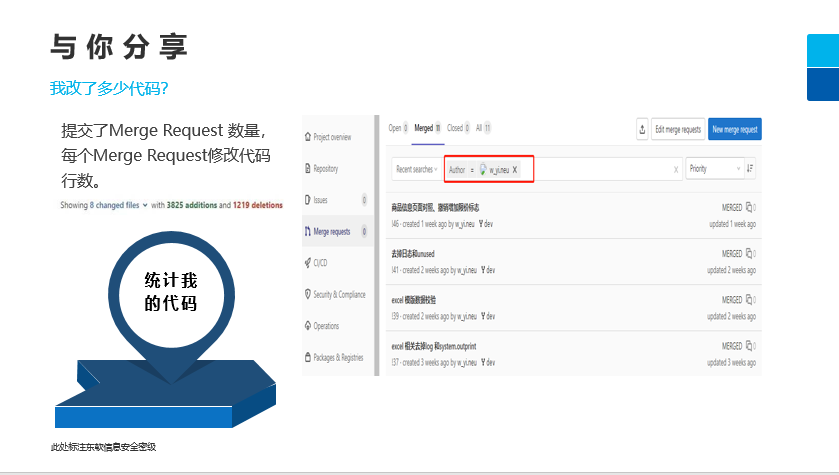 与你分享
我改了多少代码?
提交了Merge Request 数量，
每个Merge Request修改代码
行数。
Showing 8 changed files with 3825 additions and 1219 deletions
统计我
的代码
此处标注东软信息安全密级
Project overview
Repository
Issues 0
Merge requests 0
CI/CD
Security & Compliance
Operations
Packages & Registries
Open 0 Merged 11 Closed 0 All 11
Edit merge requests New merge request
Recent searches Author = w_yi.neu X x Priority
商品信息页面时钟、撤销增加限价标志 MERGED 0
!46 - created 1 week ago by w_yi.neu dev updated 1 week ago
去掉日志和unused MERGED 0
!41 - created 2 weeks ago by w_yi.neu dev updated 2 weeks ago
excel 模版数据校验 MERGED 0
!39 - created 2 weeks ago by w_yi.neu dev updated 2 weeks ago
excel 相关去掉log 和system.outprint MERGED 0
!37 - created 3 weeks ago by w_yi.neu dev updated 3 weeks ago